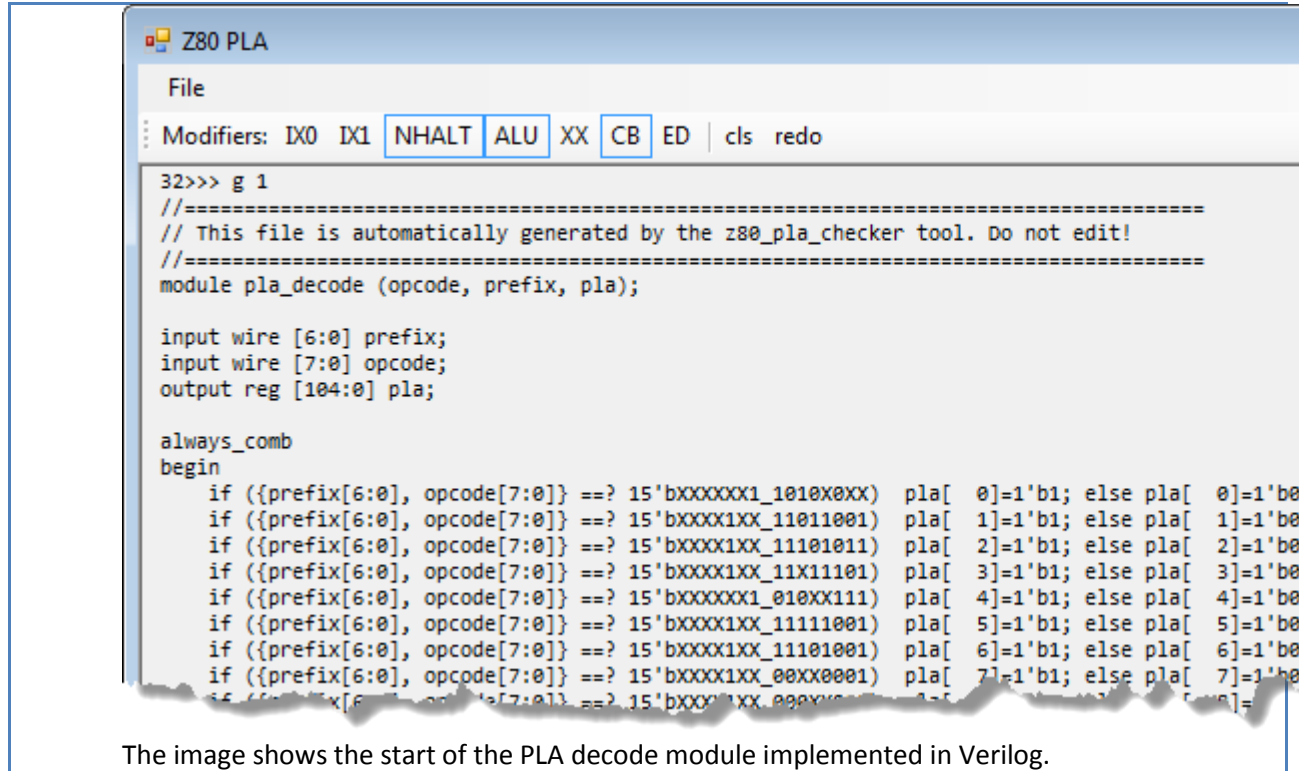 Z80 PLA
File
Modifiers: IX0 IX1 NHALT ALU XX CB ED | cls redo
32>>> g 1
//=====================================================================================
// This file is automatically generated by the z80_pla_checker tool. Do not edit!
//=====================================================================================
module pla_decode (opcode, prefix, pla);
input wire [6:0] prefix;
input wire [7:0] opcode;
output reg [104:0] pla;
always_comb
begin
if ({prefix[6:0], opcode[7:0]} ==? 15'bXXXXXX1_1010X0XX) pla[ 0]=1'b1; else pla[ 0]=1'b0
if ({prefix[6:0], opcode[7:0]} ==? 15'bXXXX1XX_11011001) pla[ 1]=1'b1; else pla[ 1]=1'b0
if ({prefix[6:0], opcode[7:0]} ==? 15'bXXXX1XX_11101011) pla[ 2]=1'b1; else pla[ 2]=1'b0
if ({prefix[6:0], opcode[7:0]} ==? 15'bXXXX1XX_11X11101) pla[ 3]=1'b1; else pla[ 3]=1'b0
if ({prefix[6:0], opcode[7:0]} ==? 15'bXXXXXX1_010XX111) pla[ 4]=1'b1; else pla[ 4]=1'b0
if ({prefix[6:0], opcode[7:0]} ==? 15'bXXXX1XX_11111001) pla[ 5]=1'b1; else pla[ 5]=1'b0
if ({prefix[6:0], opcode[7:0]} ==? 15'bXXXX1XX_11101001) pla[ 6]=1'b1; else pla[ 6]=1'b0
if ({prefix[6:0], opcode[7:0]} ==? 15'bXXXX1XX_00XX0001) pla[ 7]=1'b1; else pla[ 7]=1'b0
The image shows the start of the PLA decode module implemented in Verilog.